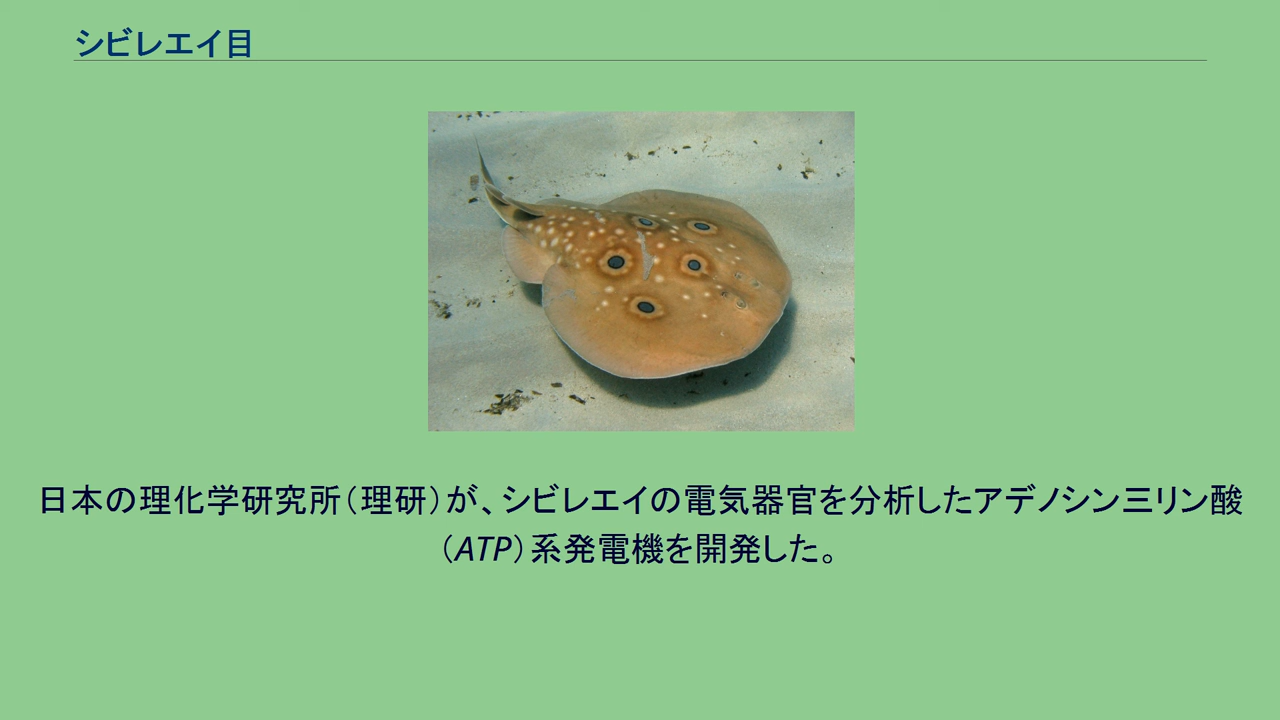 シビレエイ目
日本の理化学研究所（理研）が、シビレエイの電気器官を分析したアデノシン三リン酸
（ATP）系発電機を開発した。